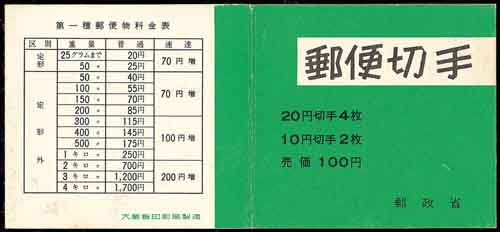 第一種郵便物料金表
区別 重量 普通 速達
定形 25グラムまで 20円 70円増
50 〃 25円
定形外 50 〃 40円 70円増
100 〃 55円
150 〃 70円
200 〃 85円
300 〃 115円 100円増
400 〃 145円
500 〃 175円
1キロ 〃 250円
2キロ 〃 700円 200円増
3キロ 〃 1,200円
4キロ 〃 1,700円
大蔵省印刷局製造
郵便切手
20円切手4枚
10円切手2枚
売価 100円
郵政省